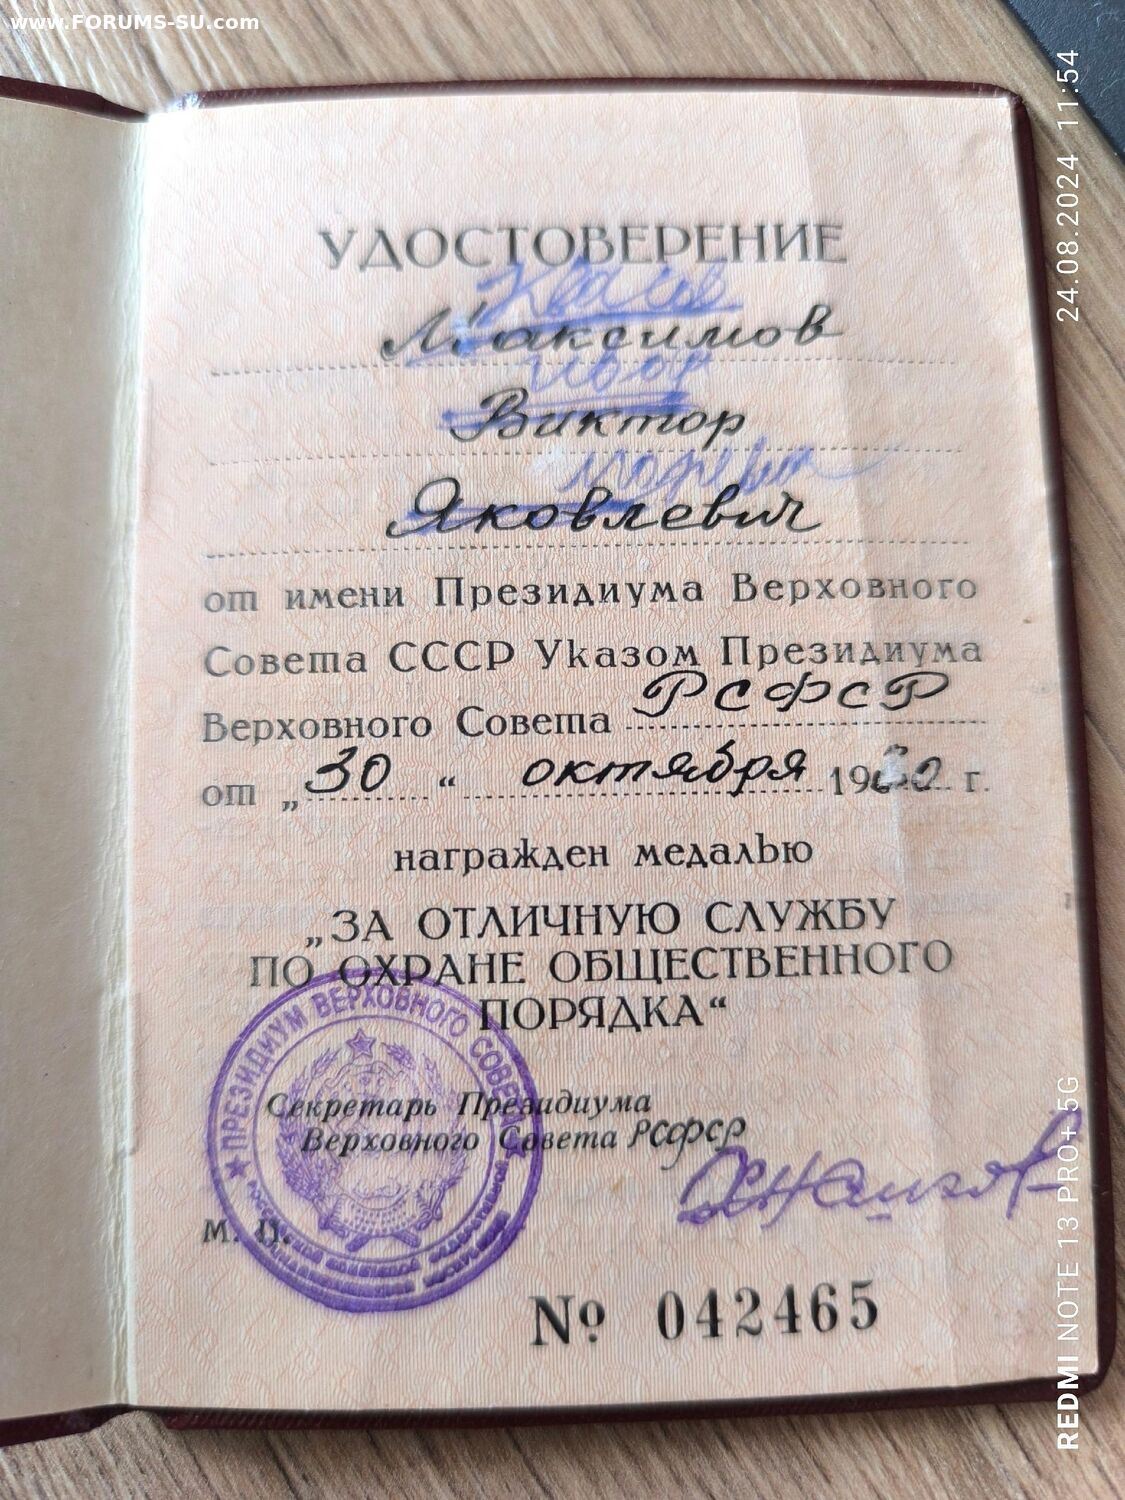 www.FORUMS-SU.com
24.08.2024 11:54
УДОСТОВЕРЕНИЕ
Максимов
Виктор
Яковлевич
от имени Президиума Верховного
Совета СССР Указом Президиума
Верховного Совета РСФСР
от „30“ октября 19 г.
награжден медалью
„ЗА ОТЛИЧНУЮ СЛУЖБУ
ПО ОХРАНЕ ОБЩЕСТВЕННОГО
ПОРЯДКА“
ПРЕЗИДИУМ ВЕРХОВНОГО СОВЕТА
Секретарь Президиума
Верховного Совета РСФСР
М. П.
№ 042465
REDMI NOTE 13 PRO+ 5G